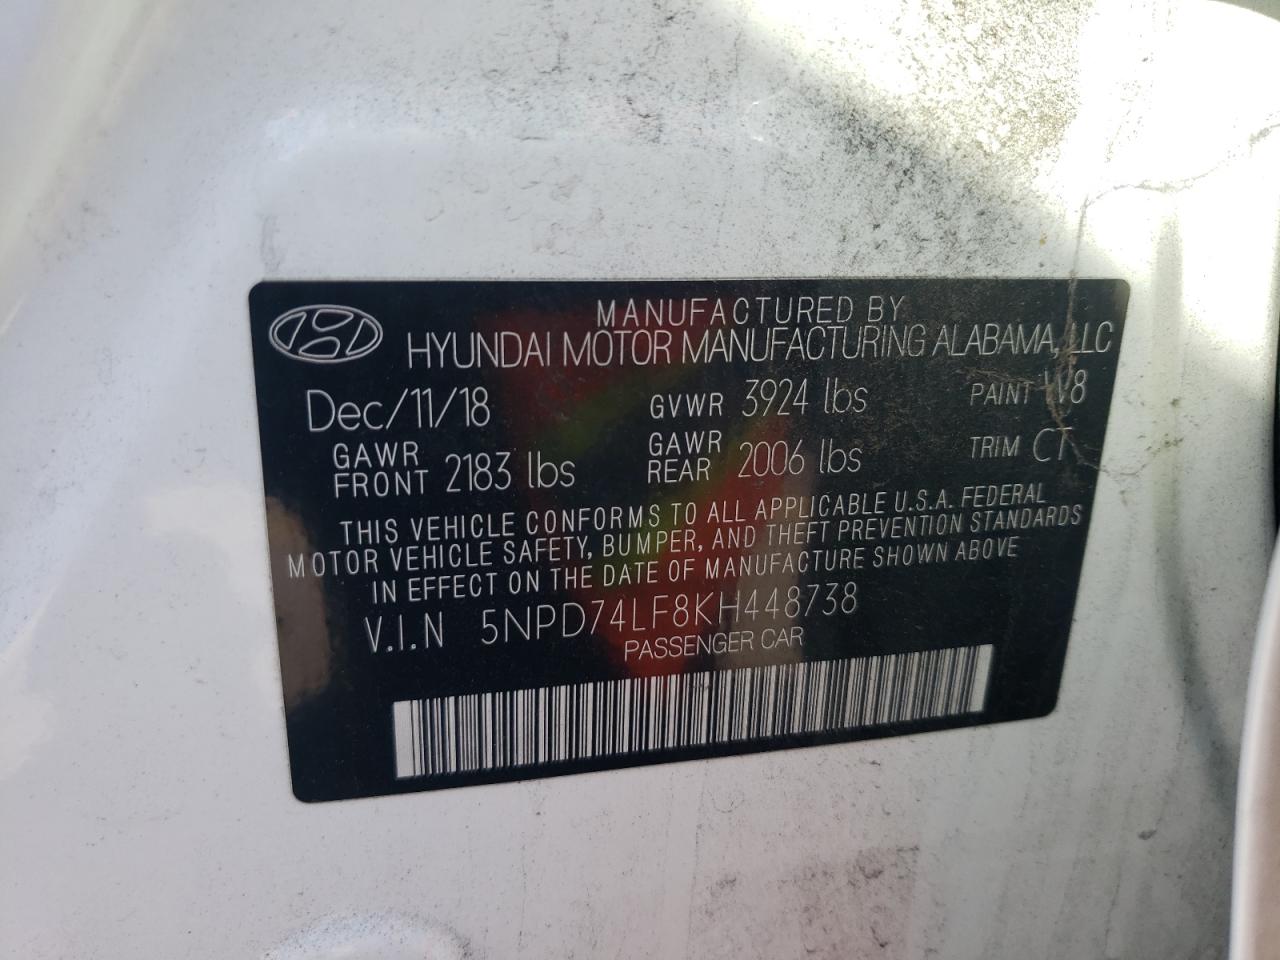 MANUFACTURED BY
HYUNDAI MOTOR MANUFACTURING ALABAMA, LLC
Dec/11/18 GVWR 3924 lbs PAINT W8
GAWR FRONT 2183 lbs GAWR REAR 2006 lbs TRIM CT
THIS VEHICLE CONFORMS TO ALL APPLICABLE U.S.A. FEDERAL
MOTOR VEHICLE SAFETY, BUMPER, AND THEFT PREVENTION STANDARDS
IN EFFECT ON THE DATE OF MANUFACTURE SHOWN ABOVE
V.I.N 5NPD74LF8KH448738
PASSENGER CAR